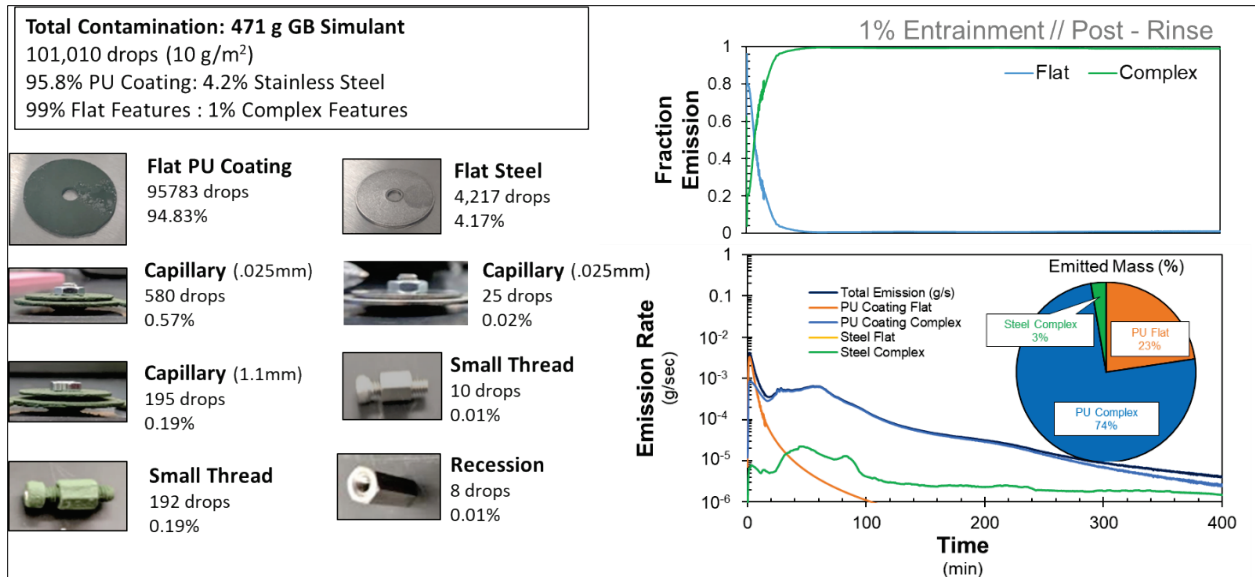 Total Contamination: 471 g GB Simulant
101,010 drops (10 g/m²)
95.8% PU Coating: 4.2% Stainless Steel
99% Flat Features : 1% Complex Features
Flat PU Coating
95783 drops
94.83%
Flat Steel
4,217 drops
4.17%
Capillary (.025mm)
580 drops
0.57%
Capillary (.025mm)
25 drops
0.02%
Capillary (1.1mm)
195 drops
0.19%
Small Thread
10 drops
0.01%
Small Thread
192 drops
0.19%
Recession
8 drops
0.01%
1% Entrainment // Post - Rinse
Fraction
Emission
1
0.8
0.6
0.4
0.2
0
Flat
Complex
Emission Rate
(g/sec)
1
0.1
10⁻²
10⁻³
10⁻⁴
10⁻⁵
10⁻⁶
Total Emission (g/s)
PU Coating Flat
PU Coating Complex
Steel Flat
Steel Complex
Emitted Mass (%)
Steel Complex
3%
PU Flat
23%
PU Complex
74%
0
100
200
300
400
Time
(min)